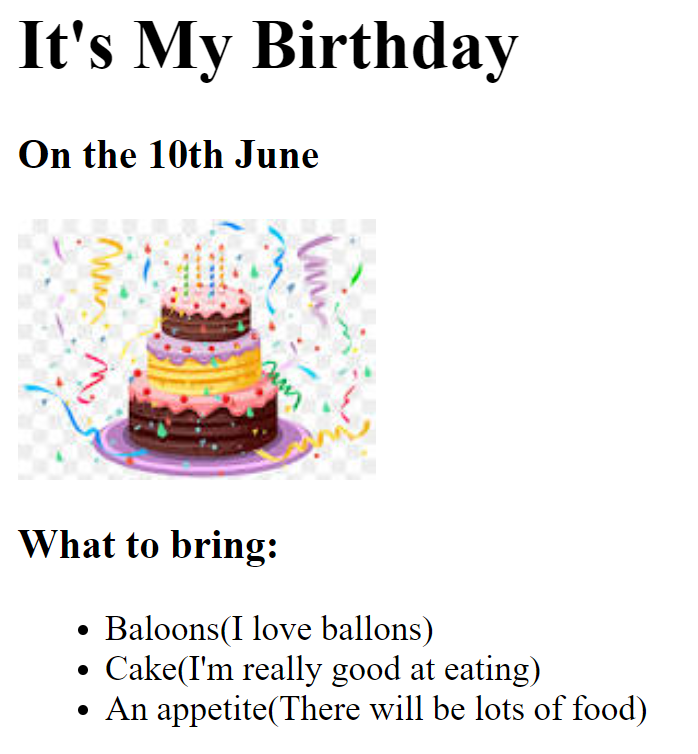 It's My Birthday
On the 10th June
What to bring:
Baloons(I love ballons)
Cake(I'm really good at eating)
An appetite(There will be lots of food)